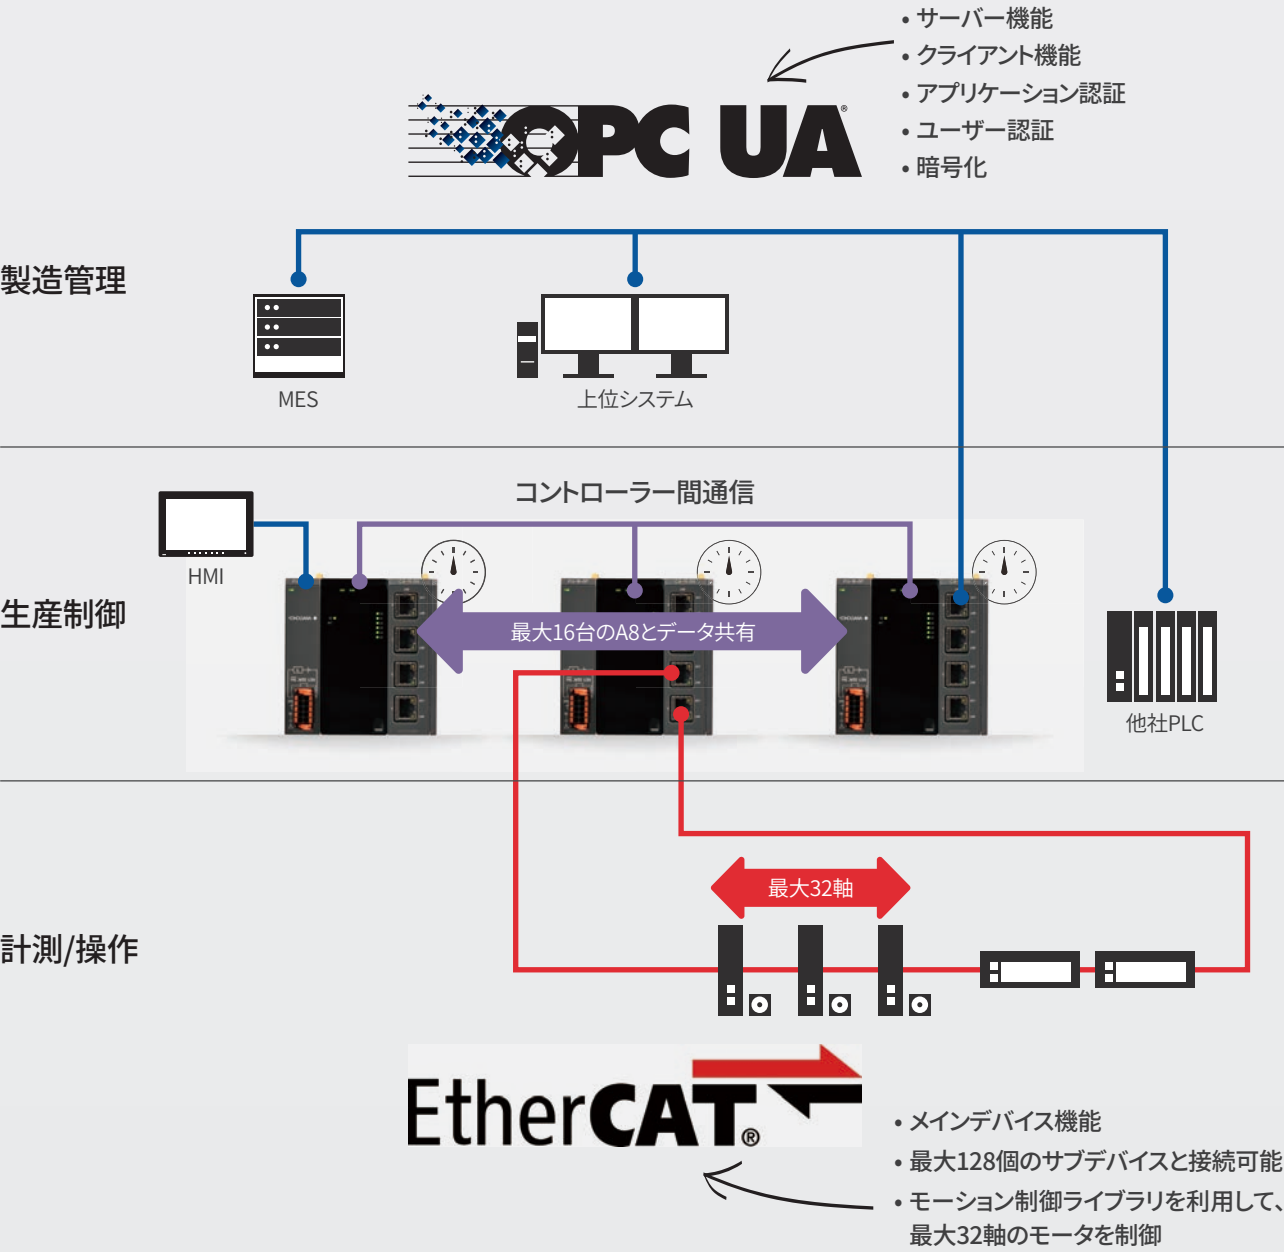 • サーバー機能
• クライアント機能
• アプリケーション認証
• ユーザー認証
• 暗号化
OPC UA®
製造管理
MES
上位システム
コントローラー間通信
HMI
生産制御
YOKOGAWA
最大16台のA8とデータ共有
他社PLC
最大32軸
計測/操作
EtherCAT®
• メインデバイス機能
• 最大128個のサブデバイスと接続可能
• モーション制御ライブラリを利用して、
最大32軸のモータを制御